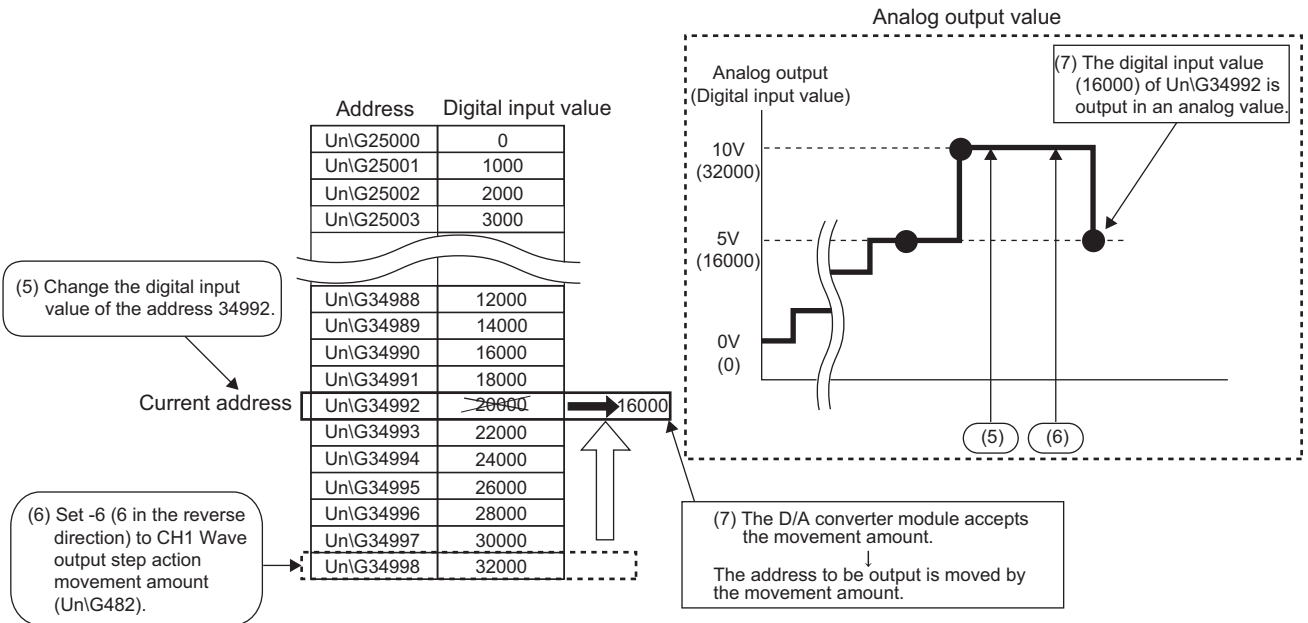 Analog output value
Analog output
(Digital input value)
(7) The digital input value
(16000) of Un\G34992 is
output in an analog value.
10V
(32000)
5V
(16000)
0V
(0)
(5)
(6)
Address Digital input value
Un\G25000 0
Un\G25001 1000
Un\G25002 2000
Un\G25003 3000
Un\G34988 12000
Un\G34989 14000
Un\G34990 16000
Un\G34991 18000
Current address Un\G34992 20000 16000
Un\G34993 22000
Un\G34994 24000
Un\G34995 26000
Un\G34996 28000
Un\G34997 30000
Un\G34998 32000
(5) Change the digital input
value of the address 34992.
(6) Set -6 (6 in the reverse
direction) to CH1 Wave
output step action
movement amount
(Un\G482).
(7) The D/A converter module accepts
the movement amount.
↓
The address to be output is moved by
the movement amount.